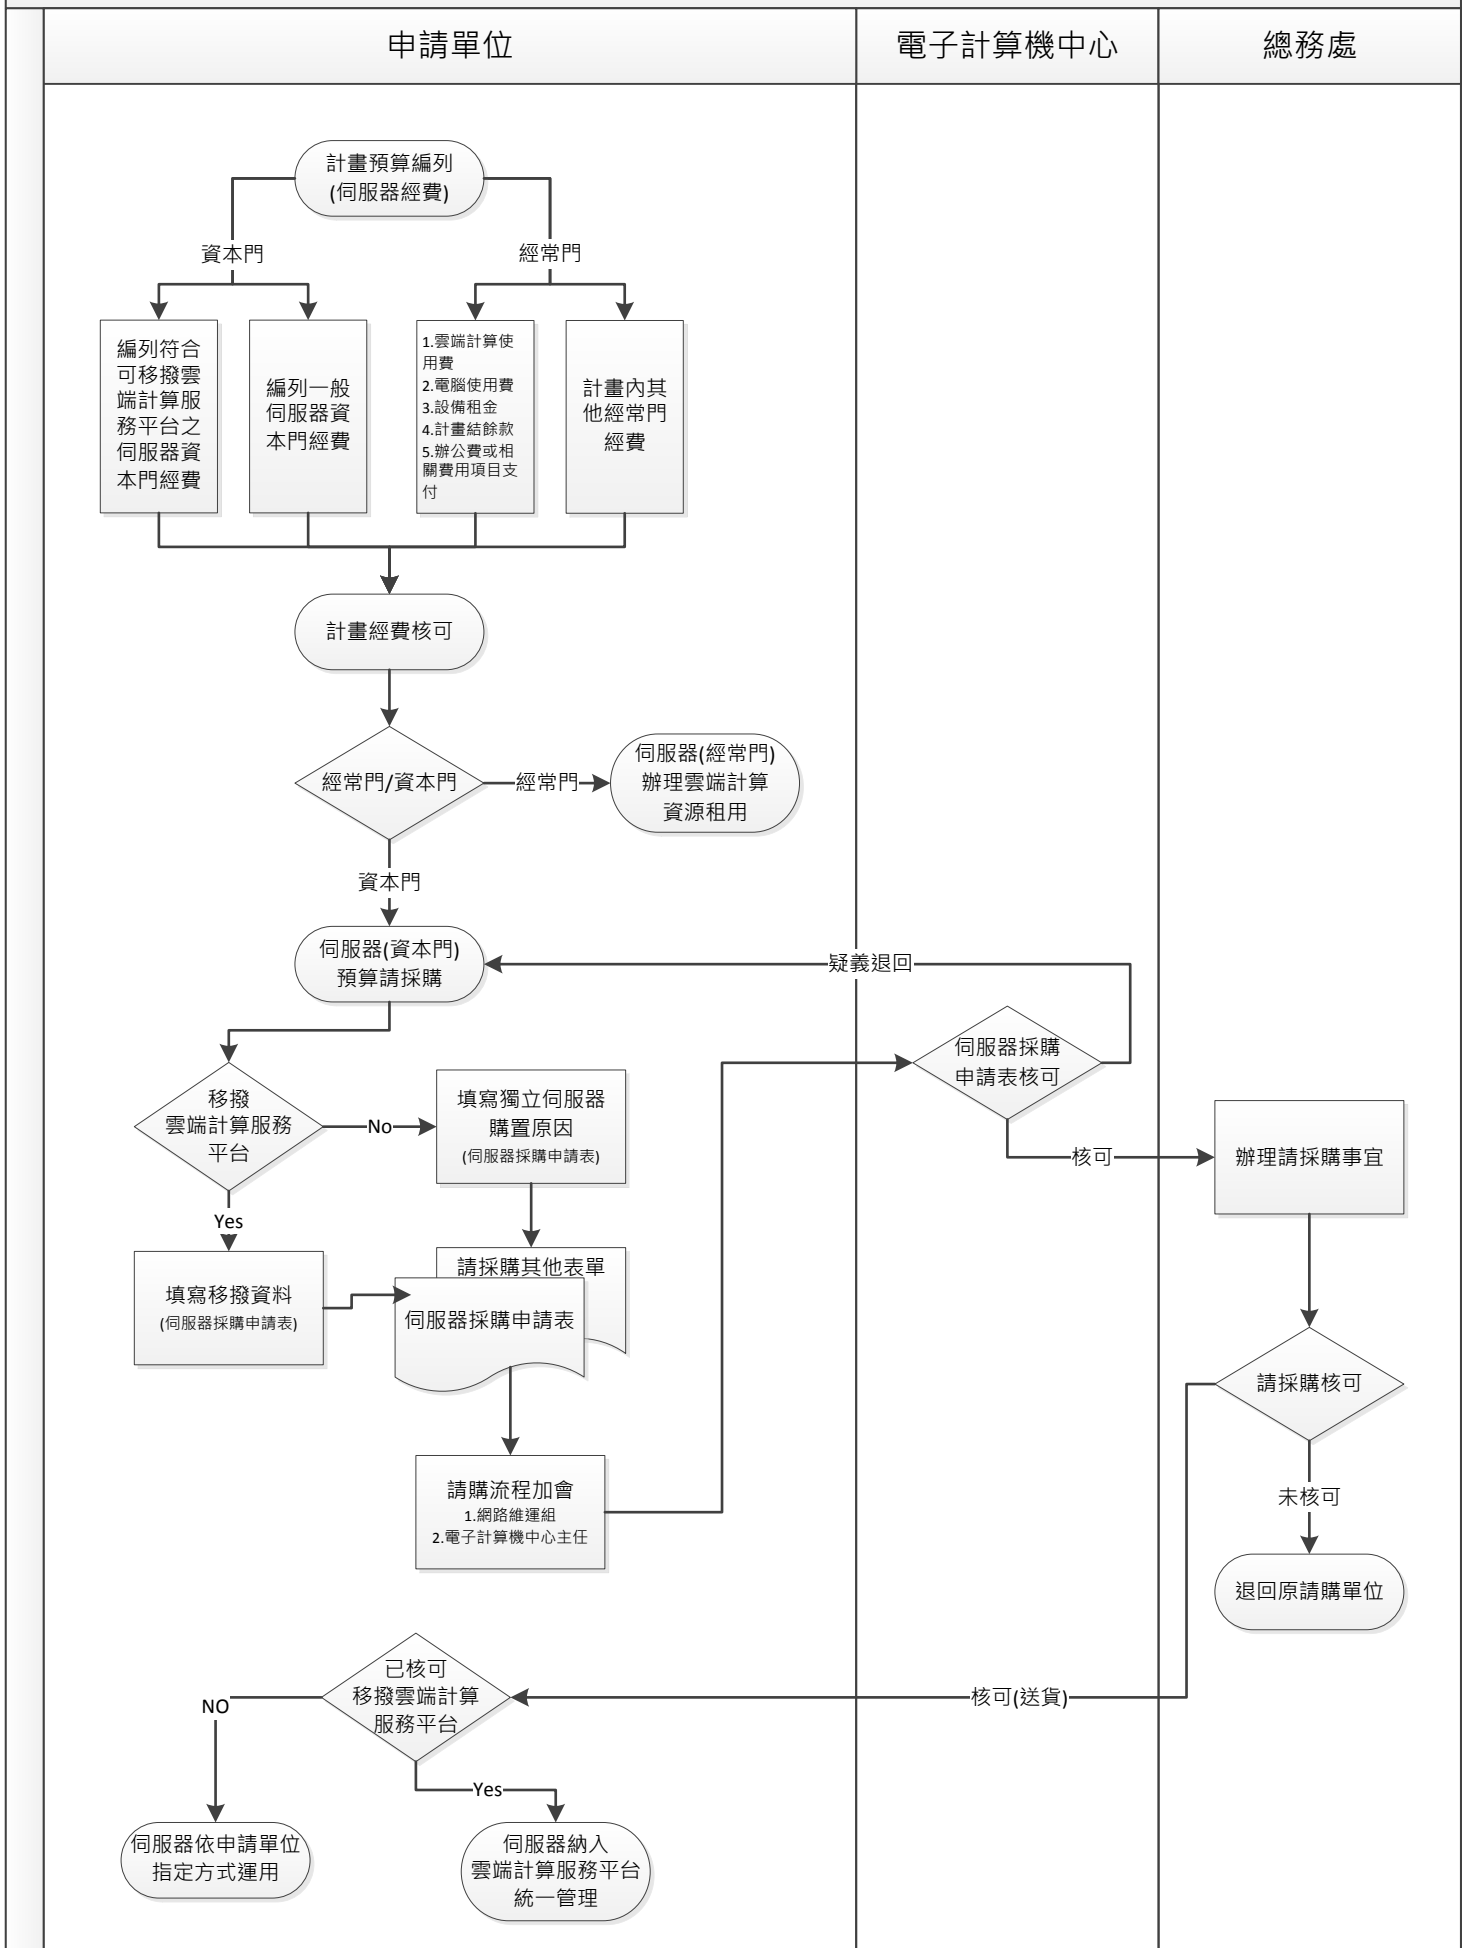 申請單位
電子計算機中心
總務處
計畫預算編列
(伺服器經費)
資本門
經常門
編列符合
可移撥雲
端計算服
務平台之
伺服器資
本門經費
編列一般
伺服器資
本門經費
1.雲端計算使
用費
2.電腦使用費
3.設備租金
4.計畫結餘款
5.辦公費或相
關費用項目支
付
計畫內其
他經常門
經費
計畫經費核可
經常門/資本門
經常門
伺服器(經常門)
辦理雲端計算
資源租用
資本門
伺服器(資本門)
預算請採購
疑義退回
伺服器採購
申請表核可
移撥
雲端計算服務
平台
No
填寫獨立伺服器
購置原因
(伺服器採購申請表)
核可
辦理請採購事宜
Yes
填寫移撥資料
(伺服器採購申請表)
請採購其他表單
伺服器採購申請表
請採購核可
請購流程加會
1.網路維運組
2.電子計算機中心主任
未核可
退回原請購單位
已核可
移撥雲端計算
服務平台
核可(送貨)
NO
Yes
伺服器依申請單位
指定方式運用
伺服器納入
雲端計算服務平台
統一管理